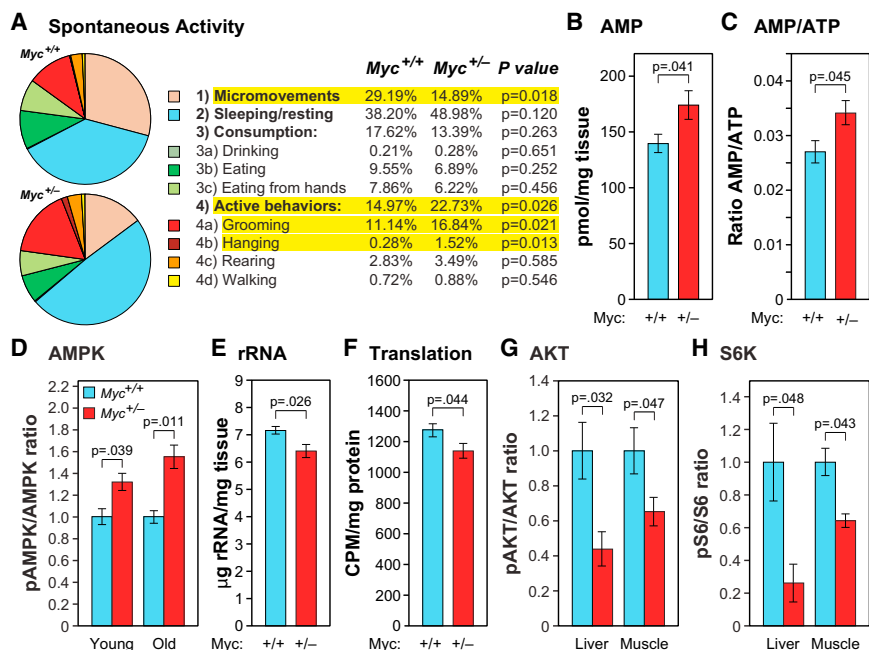 A Spontaneous Activity
Myc+/+
Myc+/–
Myc+/+ Myc+/– P value
1) Micromovements 29.19% 14.89% p=0.018
2) Sleeping/resting 38.20% 48.98% p=0.120
3) Consumption: 17.62% 13.39% p=0.263
3a) Drinking 0.21% 0.28% p=0.651
3b) Eating 9.55% 6.89% p=0.252
3c) Eating from hands 7.86% 6.22% p=0.456
4) Active behaviors: 14.97% 22.73% p=0.026
4a) Grooming 11.14% 16.84% p=0.021
4b) Hanging 0.28% 1.52% p=0.013
4c) Rearing 2.83% 3.49% p=0.585
4d) Walking 0.72% 0.88% p=0.546
B AMP
pmol/mg tissue
200
150
100
50
0
p=.041
Myc: +/+ +/–
C AMP/ATP
Ratio AMP/ATP
0.04
0.03
0.02
0.01
0
p=.045
Myc: +/+ +/–
D AMPK
pAMPK/AMPK ratio
2.2
2.0
1.8
1.6
1.4
1.2
1.0
0.8
0.6
0.4
0.2
0
Myc+/+
Myc+/–
p=.039
p=.011
Young Old
E rRNA
µg rRNA/mg tissue
9
8
7
6
5
4
3
2
1
0
p=.026
Myc: +/+ +/–
F Translation
CPM/mg protein
1600
1400
1200
1000
800
600
400
200
0
p=.044
Myc: +/+ +/–
G AKT
pAKT/AKT ratio
1.4
1.2
1.0
0.8
0.6
0.4
0.2
0
p=.032
p=.047
Liver Muscle
H S6K
pS6/S6 ratio
1.4
1.2
1.0
0.8
0.6
0.4
0.2
0
p=.048
p=.043
Liver Muscle